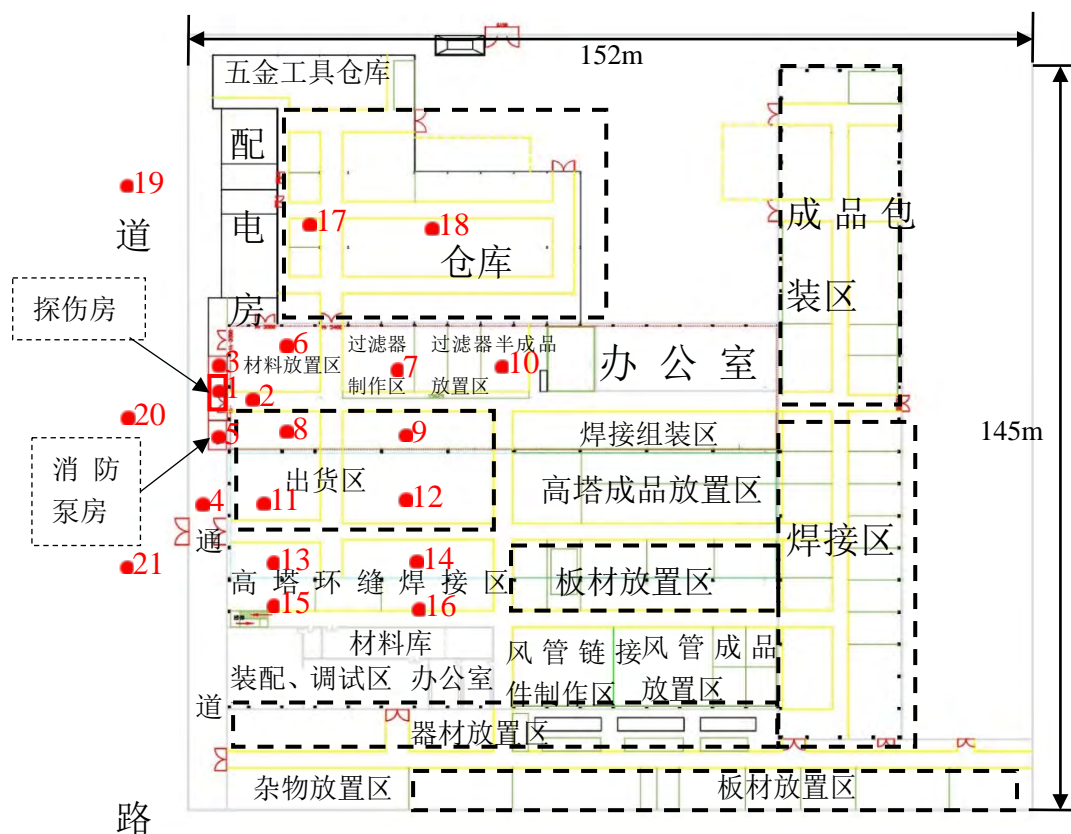 152m
五金工具仓库
配
电
房
19
道
17
18
仓库
成品包
装区
探伤房
3
6
材料放置区
过滤器
制作区
7
过滤器半成品
放置区
10
办公室
1
2
20
5
8
9
焊接组装区
145m
消防
泵房
出货区
4
11
12
高塔成品放置区
通
焊接区
21
13
14
高塔环缝焊接区
板材放置区
15
16
材料库
装配、调试区
办公室
风管链接
件制作区
风管成品
放置区
道
器材放置区
杂物放置区
板材放置区
路